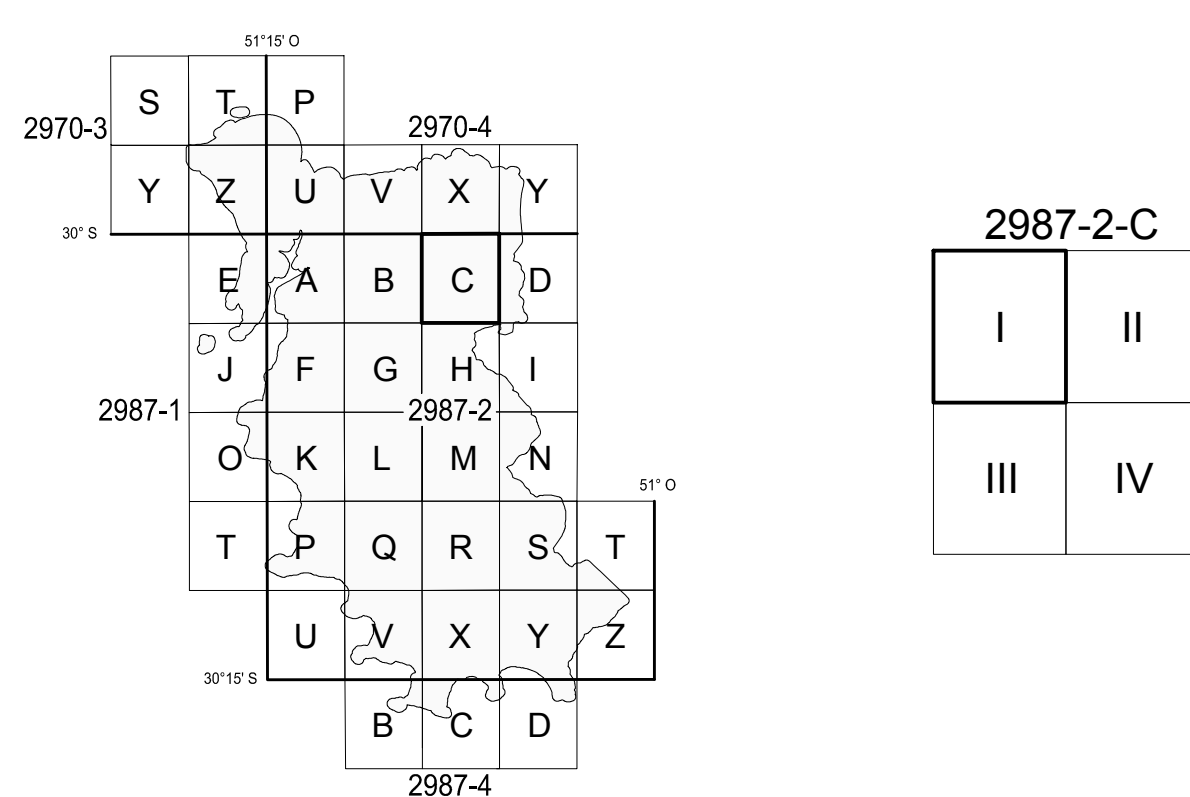 51°15' O
S T P
2970-3
2970-4
Y Z U V X Y
30° S
E A B C D
J F G H I
2987-1
2987-2
O K L M N
51° O
T P Q R S T
U V X Y Z
30°15' S
B C D
2987-4
2987-2-C
I II
III IV